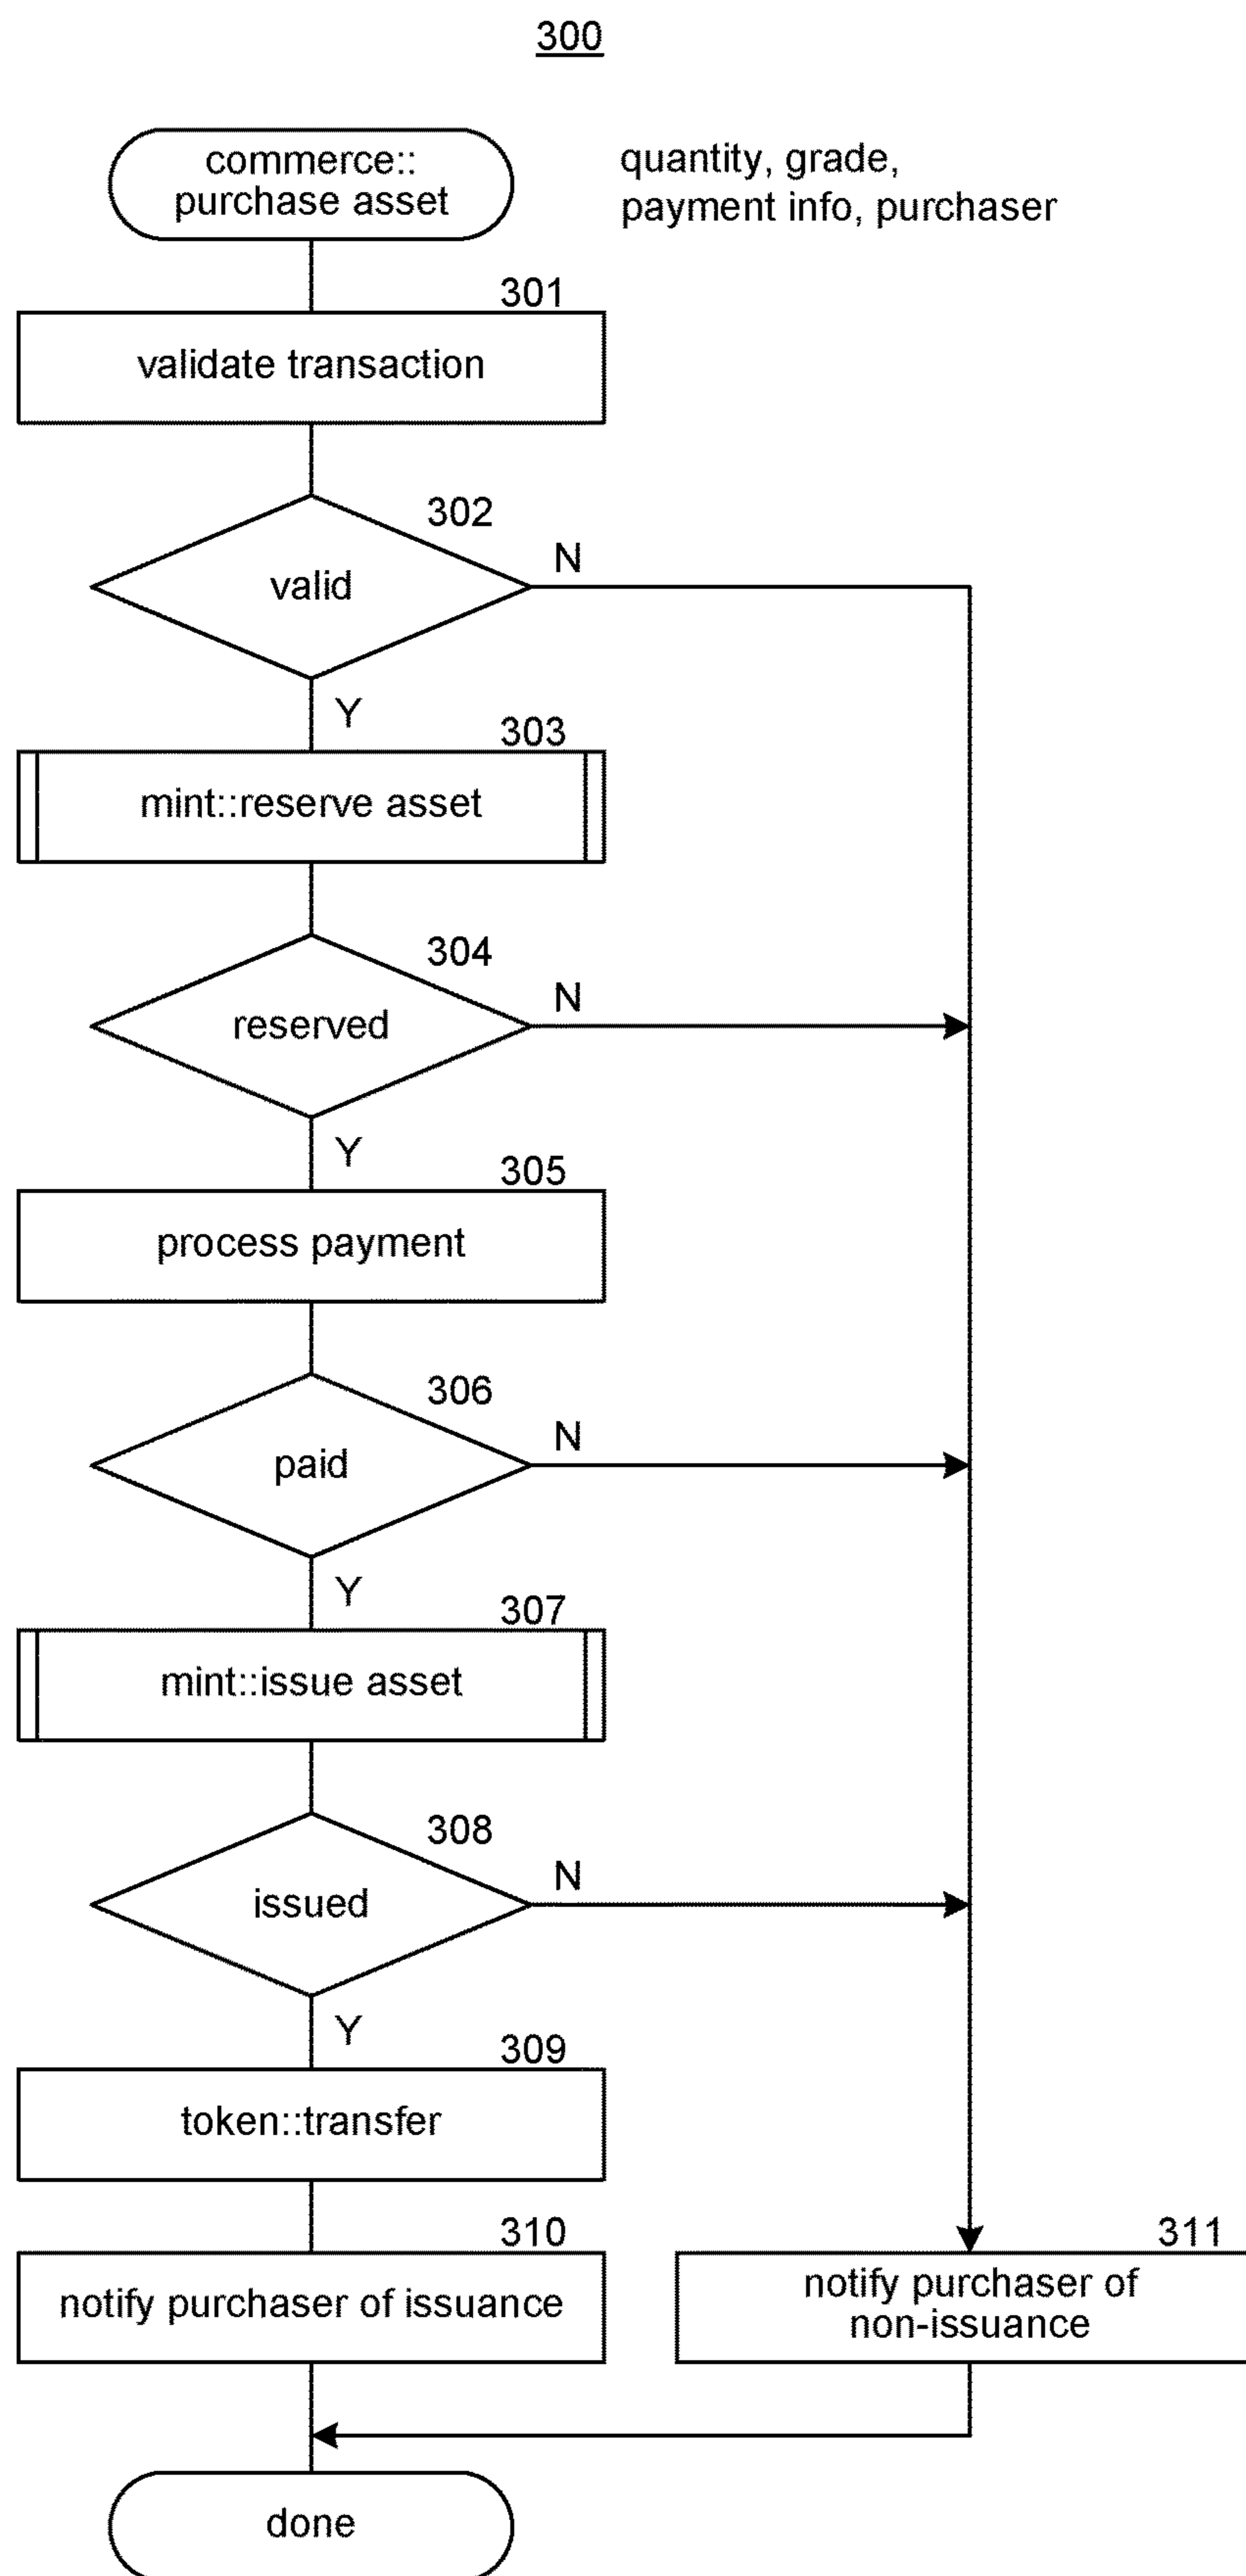 300
commerce::
purchase asset
quantity, grade,
payment info, purchaser
301
validate transaction
302
valid
N
Y
303
mint::reserve asset
304
reserved
N
Y
305
process payment
306
paid
N
Y
307
mint::issue asset
308
issued
N
Y
309
token::transfer
310
notify purchaser of issuance
311
notify purchaser of
non-issuance
done